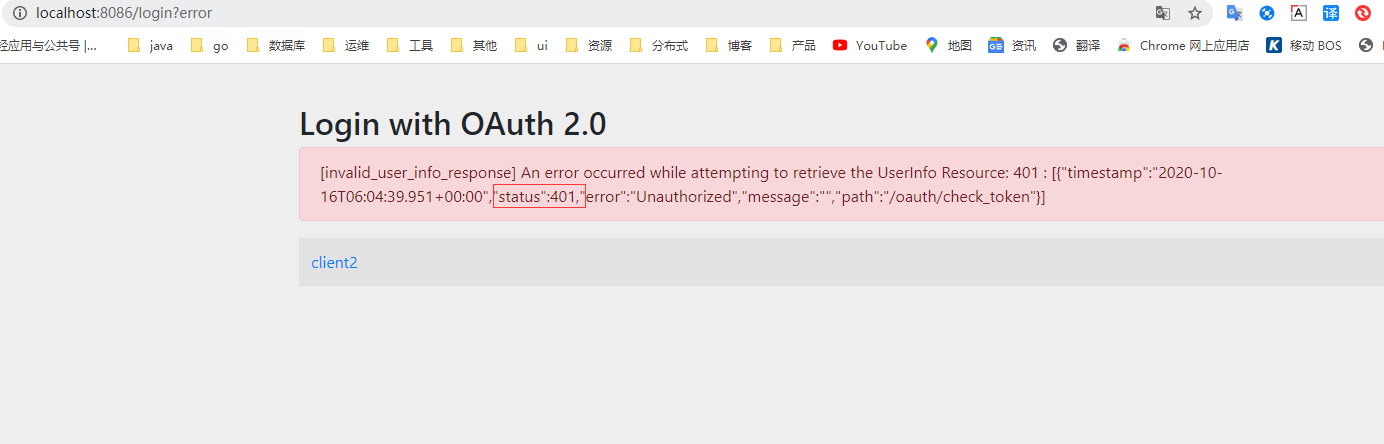 localhost:8086/login?error
经应用与公共号 |... java go 数据库 运维 工具 其他 ui 资源 分布式 博客 产品 YouTube 地图 资讯 翻译 Chrome 网上应用店 移动 BOS
Login with OAuth 2.0
[invalid_user_info_response] An error occurred while attempting to retrieve the UserInfo Resource: 401 : [{"timestamp":"2020-10-
16T06:04:39.951+00:00","status":401,"error":"Unauthorized","message":"","path":"/oauth/check_token"}]
client2